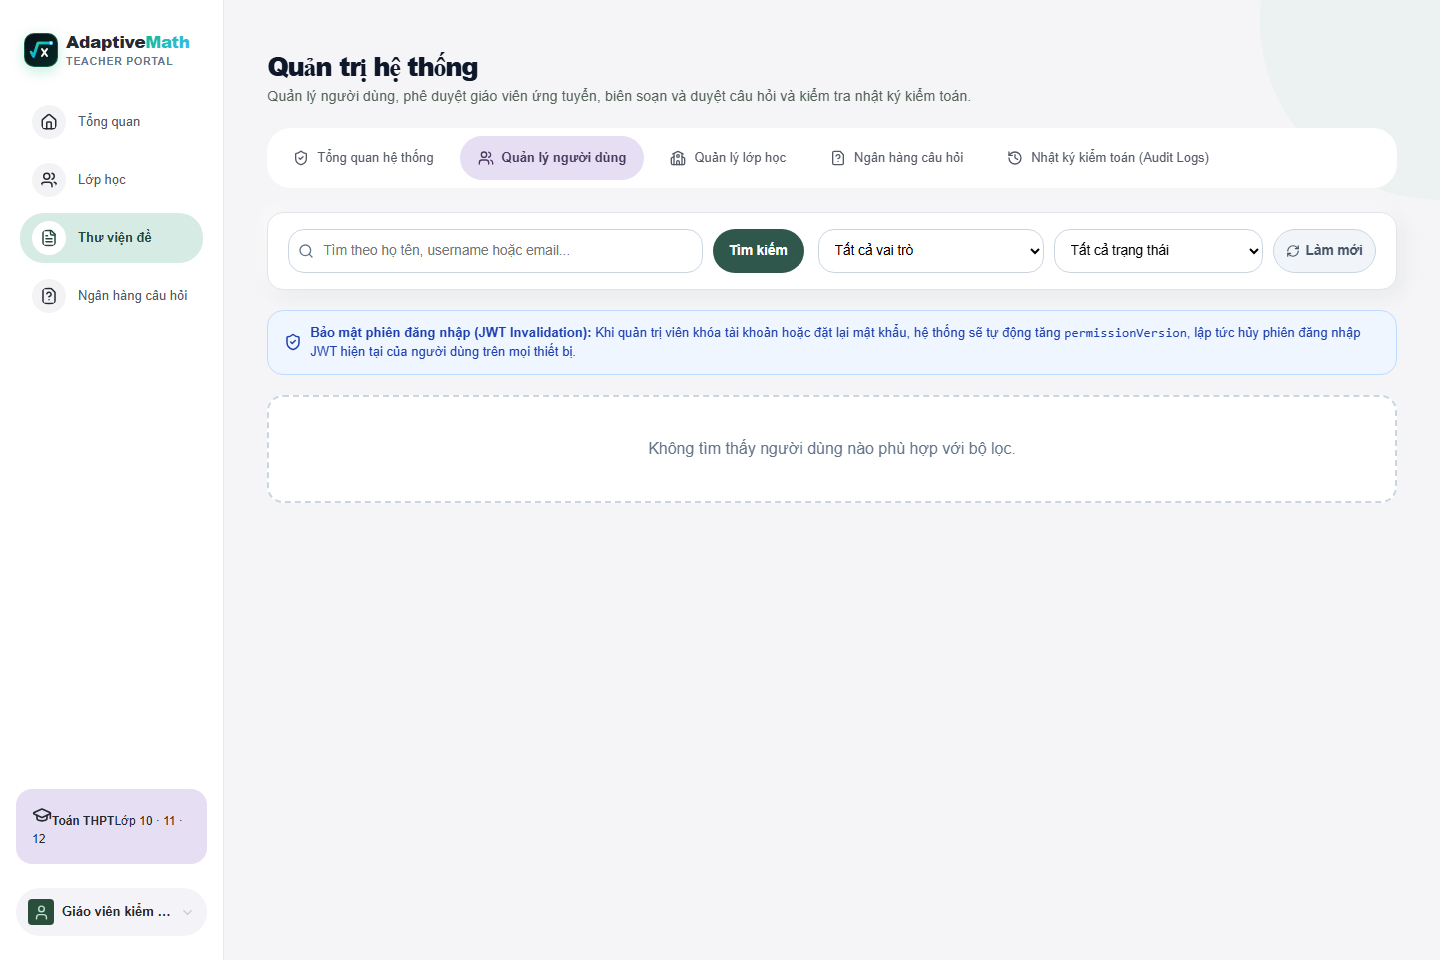 AdaptiveMath
TEACHER PORTAL
Tổng quan
Lớp học
Thư viện đề
Ngân hàng câu hỏi
Toán THPTLớp 10 · 11 ·
12
Giáo viên kiểm ...
Quản trị hệ thống
Quản lý người dùng, phê duyệt giáo viên ứng tuyển, biên soạn và duyệt câu hỏi và kiểm tra nhật ký kiểm toán.
Tổng quan hệ thống
Quản lý người dùng
Quản lý lớp học
Ngân hàng câu hỏi
Nhật ký kiểm toán (Audit Logs)
Tìm theo họ tên, username hoặc email...
Tìm kiếm
Tất cả vai trò
Tất cả trạng thái
Làm mới
Bảo mật phiên đăng nhập (JWT Invalidation): Khi quản trị viên khóa tài khoản hoặc đặt lại mật khẩu, hệ thống sẽ tự động tăng permissionVersion, lập tức hủy phiên đăng nhập
JWT hiện tại của người dùng trên mọi thiết bị.
Không tìm thấy người dùng nào phù hợp với bộ lọc.